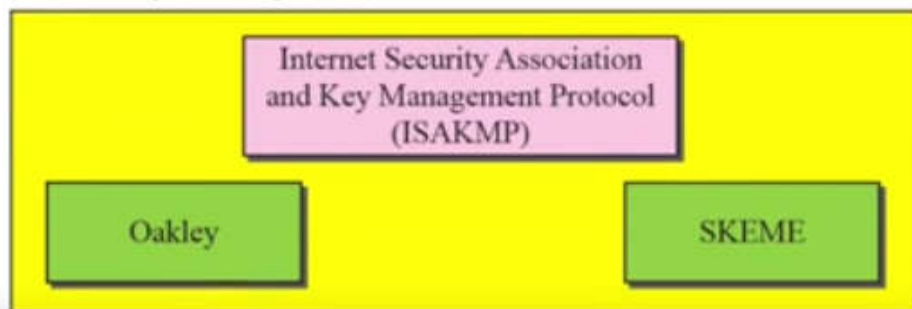 Internet Security Association
and Key Management Protocol
(ISAKMP)
Oakley
SKEME